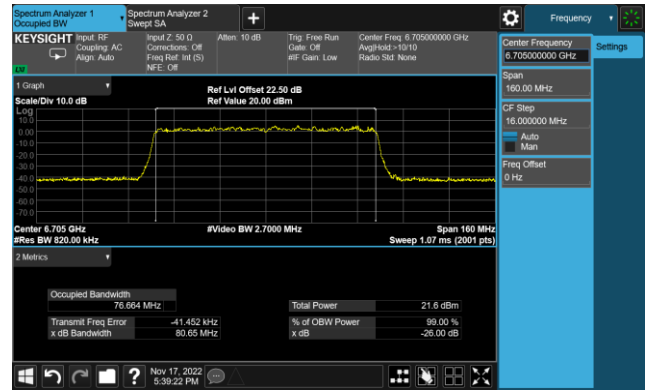 Spectrum Analyzer 1
Occupied BW
Spectrum Analyzer 2
Swept SA
+
Frequency
KEYSIGHT
Input: RF
Coupling: AC
Align: Auto
Input Z: 50 Ω
Corrections: Off
Freq Ref: Int (S)
NFE: Off
Atten: 10 dB
Trig: Free Run
Gate: Off
#IF Gain: Low
Center Freq: 6.705000000 GHz
Avg|Hold:>10/10
Radio Std: None
LXI
Center Frequency
6.705000000 GHz
Settings
Span
160.00 MHz
CF Step
16.000000 MHz
Auto
Man
Freq Offset
0 Hz
1 Graph
Scale/Div 10.0 dB
Ref Lvl Offset 22.50 dB
Ref Value 20.00 dBm
Log
10.0
0.00
-10.0
-20.0
-30.0
-40.0
-50.0
-60.0
-70.0
Center 6.705 GHz
#Res BW 820.00 kHz
#Video BW 2.7000 MHz
Span 160 MHz
Sweep 1.07 ms (2001 pts)
2 Metrics
Occupied Bandwidth
76.664 MHz
Total Power 21.6 dBm
Transmit Freq Error -41.452 kHz
% of OBW Power 99.00 %
x dB Bandwidth 80.65 MHz
x dB -26.00 dB
?
Nov 17, 2022
5:39:22 PM